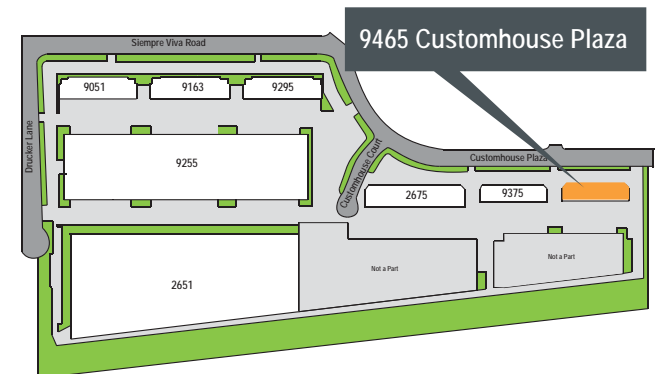 9465 Customhouse Plaza
Siempre Viva Road
9051
9163
9295
Drucker Lane
9255
Customhouse Court
Customhouse Plaza
2675
9375
2651
Not a Part
Not a Part